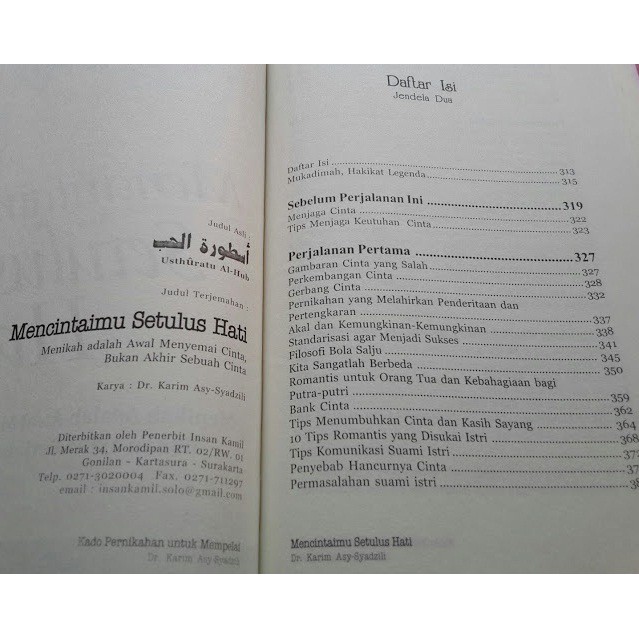 Judul Asli :
أسطورة الحب
Usthûratu Al-Hub
Judul Terjemahan :
Mencintaimu Setulus Hati
Menikah adalah Awal Menyemai Cinta,
Bukan Akhir Sebuah Cinta
Karya : Dr. Karim Asy-Syadzili
Diterbitkan oleh Penerbit Insan Kamil
Jl. Merak 34, Morodipan RT. 02/RW. 01
Gonilan - Kartasura - Surakarta
Telp. 0271-3020004 Fax. 0271-711297
email : insankamil.solo@gmail.com
Kado Pernikahan untuk Mempelai
Dr. Karim Asy-Syadzili
Daftar Isi
Jendela Dua
Daftar Isi ... 313
Mukadimah, Hakikat Legenda ... 315
Sebelum Perjalanan Ini ... 319
Menjaga Cinta ... 322
Tips Menjaga Keutuhan Cinta ... 323
Perjalanan Pertama ... 327
Gambaran Cinta yang Salah ... 327
Perkembangan Cinta ... 328
Gerbang Cinta ... 332
Pernikahan yang Melahirkan Penderitaan dan
Pertengkaran ... 337
Akal dan Kemungkinan-Kemungkinan ... 338
Standarisasi agar Menjadi Sukses ... 341
Filosofi Bola Salju ... 345
Kita Sangatlah Berbeda ... 350
Romantis untuk Orang Tua dan Kebahagiaan bagi
Putra-putri ... 359
Bank Cinta ... 362
Tips Menumbuhkan Cinta dan Kasih Sayang ... 364
10 Tips Romantis yang Disukai Istri ...
Tips Komunikasi Suami Istri ...
Penyebab Hancurnya Cinta ...
Permasalahan suami istri ...
Mencintaimu Setulus Hati
Dr. Karim Asy-Syadzili